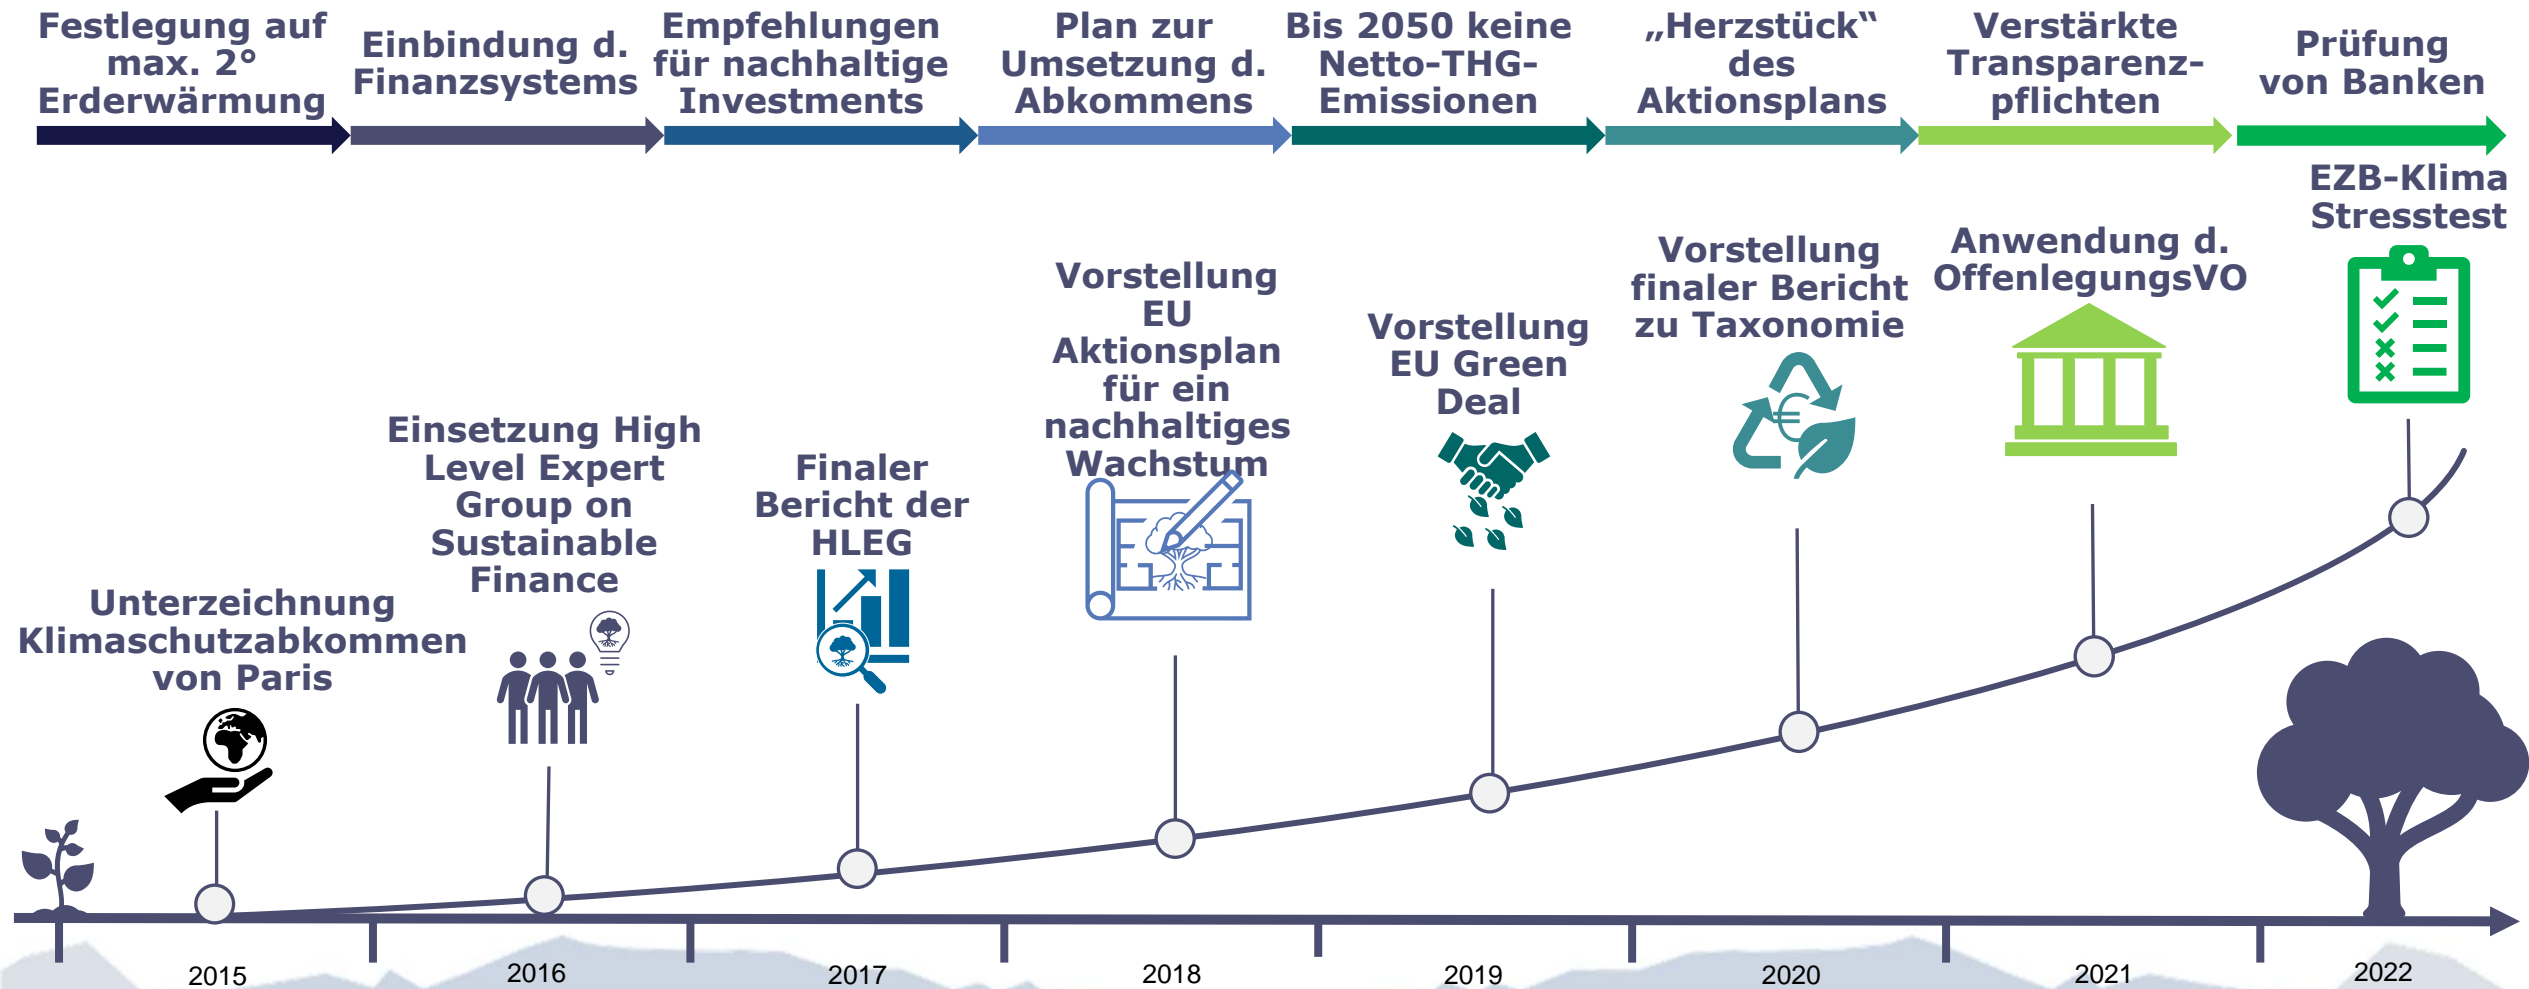 Festlegung auf
max. 2°
Erderwärmung
Einbindung d.
Finanzsystems
Empfehlungen
für nachhaltige
Investments
Plan zur
Umsetzung d.
Abkommens
Bis 2050 keine
Netto-THG-
Emissionen
„Herzstück“
des
Aktionsplans
Verstärkte
Transparenz-
pflichten
Prüfung
von Banken
Unterzeichnung
Klimaschutzabkommen
von Paris
Einsetzung High
Level Expert
Group on
Sustainable
Finance
Finaler
Bericht der
HLEG
Vorstellung
EU
Aktionsplan
für ein
nachhaltiges
Wachstum
Vorstellung
EU Green
Deal
Vorstellung
finaler Bericht
zu Taxonomie
€
Anwendung d.
OffenlegungsVO
EZB-Klima
Stresstest
2015
2016
2017
2018
2019
2020
2021
2022